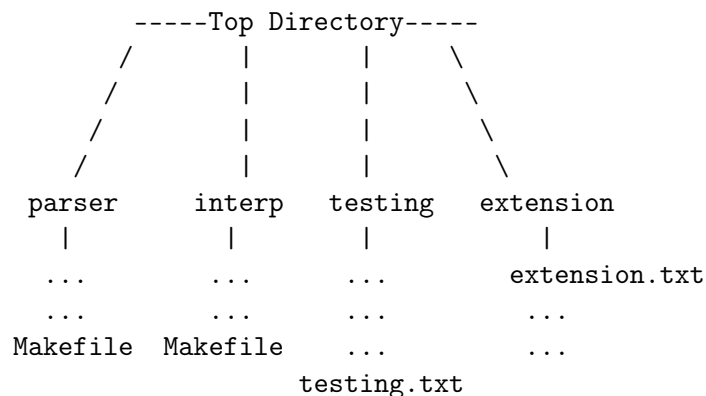 -----Top Directory-----
/ | | \
/ | | \
/ | | \
/ | | \
parser interp testing extension
| | | |
... ... ... extension.txt
... ... ... ...
Makefile Makefile ... ...
testing.txt